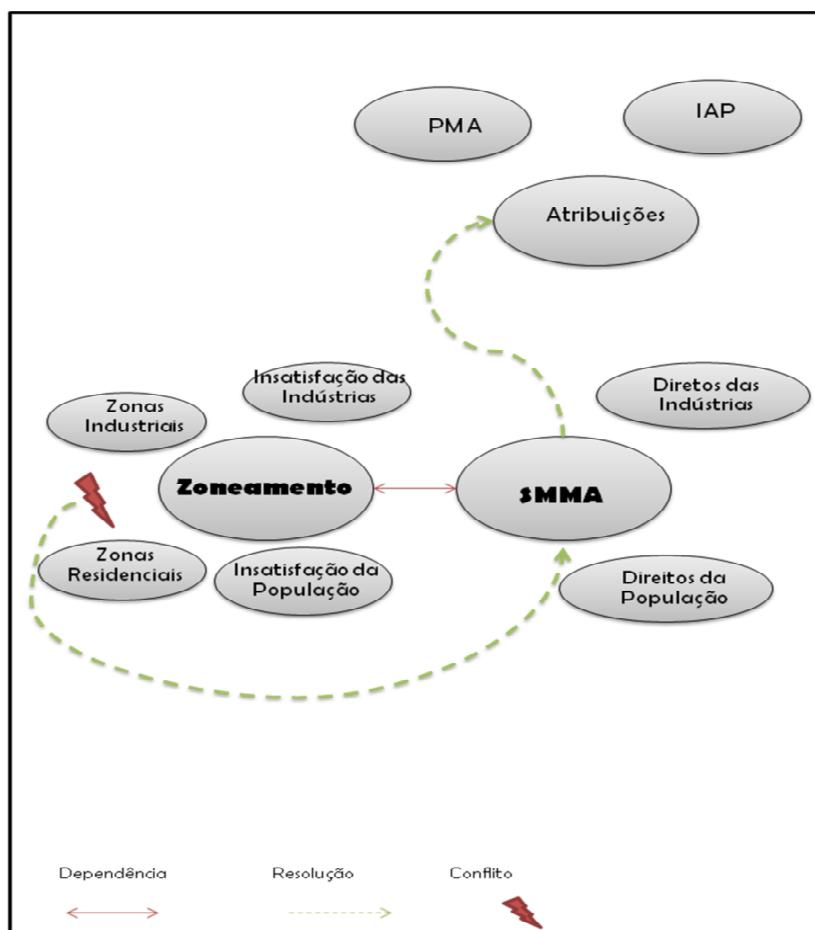 PMA
IAP
Atribuições
Insatisfação das
Indústrias
Diretos das
Indústrias
Zonas
Industriais
Zoneamento
SMMA
Zonas
Residenciais
Insatisfação da
População
Direitos da
População
Dependência
Resolução
Conflito